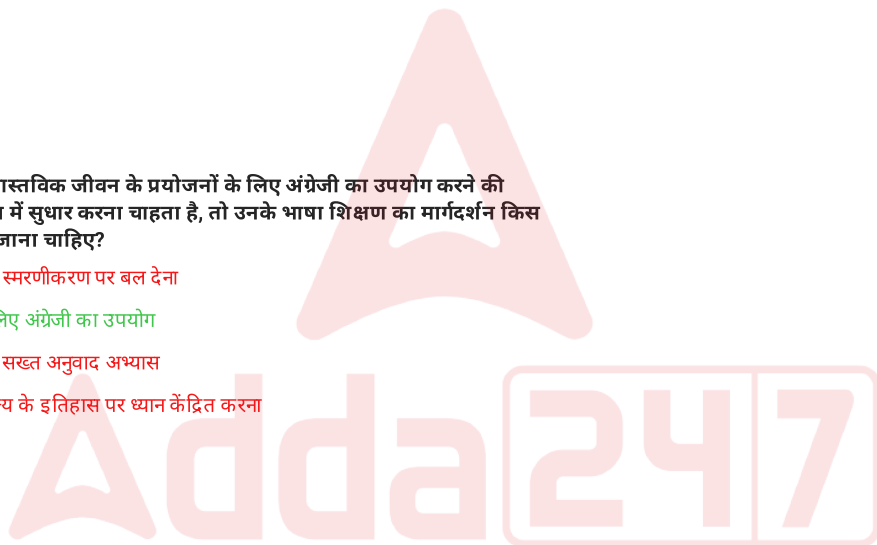 वास्तविक जीवन के प्रयोजनों के लिए अंग्रेजी का उपयोग करने की
में सुधार करना चाहता है, तो उनके भाषा शिक्षण का मार्गदर्शन किस
जाना चाहिए?
स्मरणीकरण पर बल देना
लिए अंग्रेजी का उपयोग
सख्त अनुवाद अभ्यास
के इतिहास पर ध्यान केंद्रित करना
Adda247